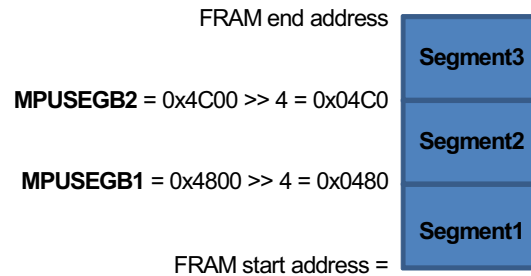 FRAM end address
Segment3
MPUSEGB2 = 0x4C00 >> 4 = 0x04C0
Segment2
MPUSEGB1 = 0x4800 >> 4 = 0x0480
Segment1
FRAM start address =